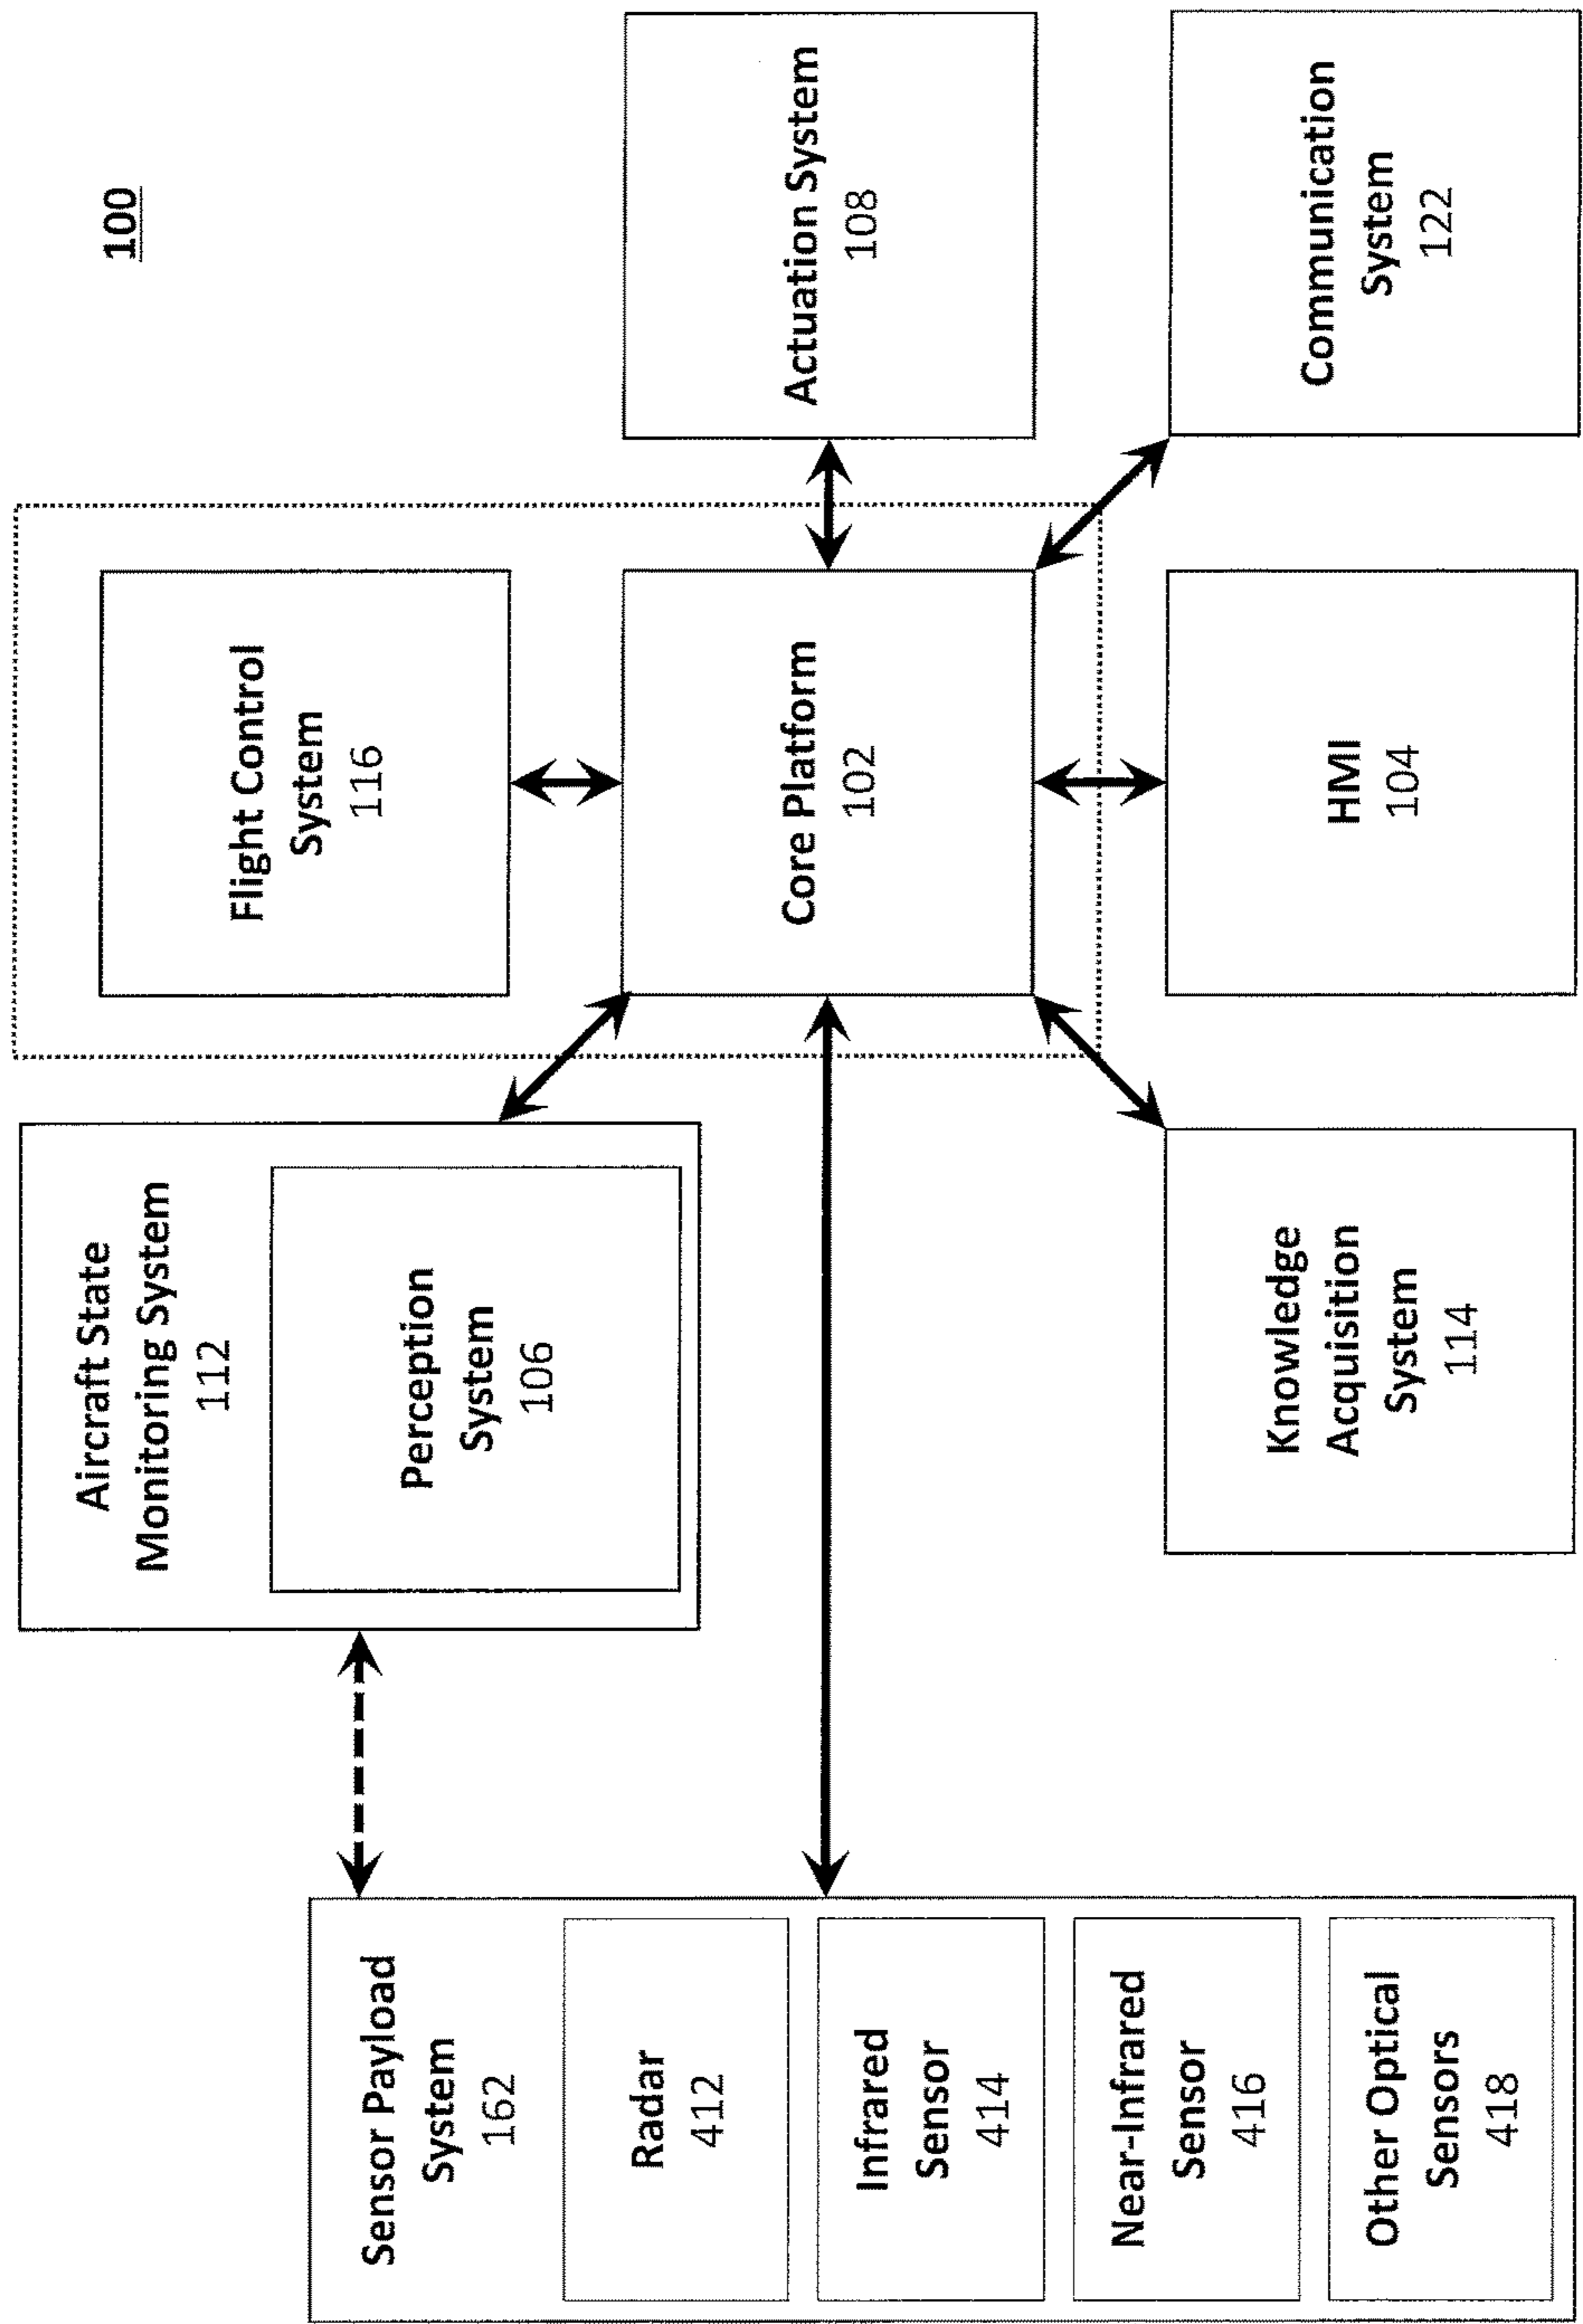 100
Sensor Payload
System
162
Radar
412
Infrared
Sensor
414
Near-Infrared
Sensor
416
Other Optical
Sensors
418
Aircraft State
Monitoring System
112
Perception
System
106
Flight Control
System
116
Core Platform
102
Actuation System
108
Knowledge
Acquisition
System
114
HMI
104
Communication
System
122